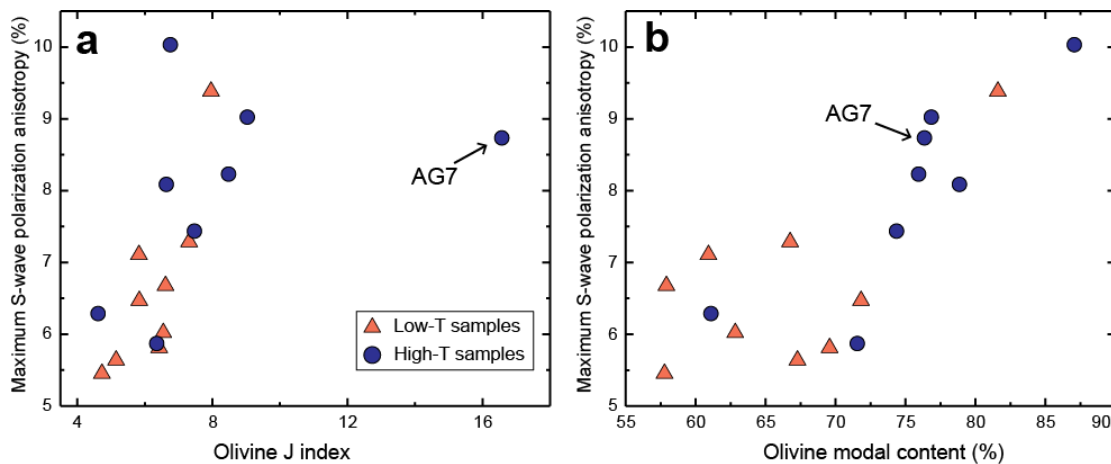 a
Maximum S-wave polarization anisotropy (%)
10
9
8
7
6
5
AG7
Low-T samples
High-T samples
4
8
12
16
Olivine J index
b
Maximum S-wave polarization anisotropy (%)
10
9
8
7
6
5
AG7
55
60
65
70
75
80
85
90
Olivine modal content (%)